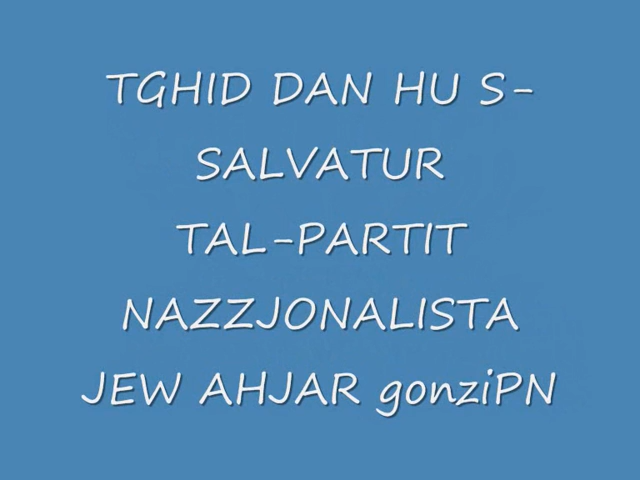 TGHID DAN HU S-
SALVATUR
TAL-PARTIT
NAZZJONALISTA
JEW AHJAR gonziPN